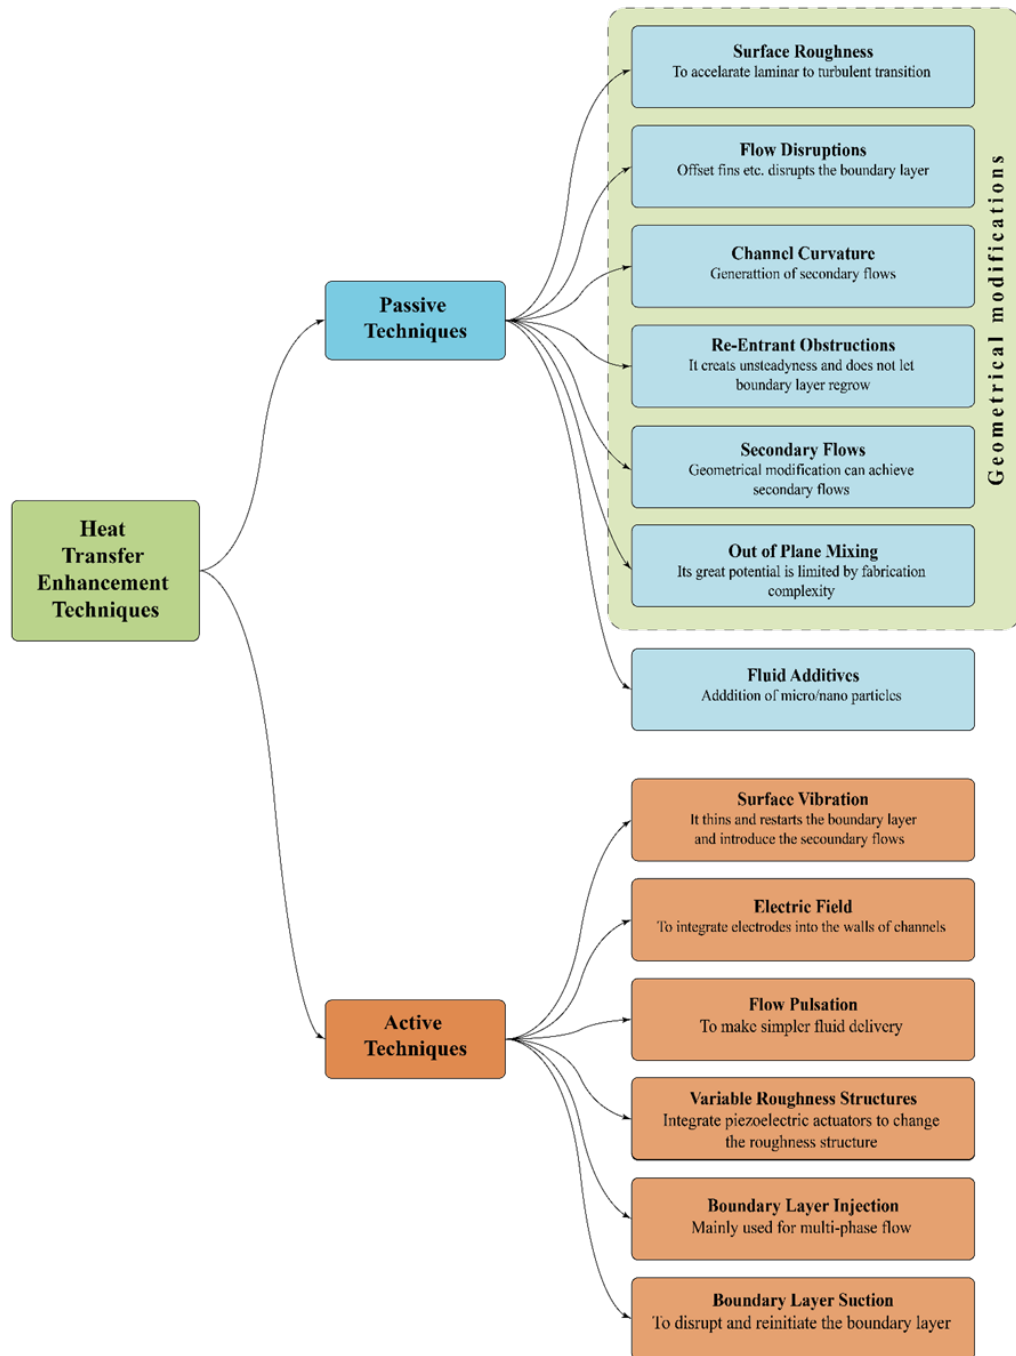 Heat
Transfer
Enhancement
Techniques
Passive
Techniques
Surface Roughness
To accelarate laminar to turbulent transition
Flow Disruptions
Offset fins etc. disrupts the boundary layer
Channel Curvature
Generattion of secondary flows
Re-Entrant Obstructions
It creats unsteadyness and does not let
boundary layer regrow
Secondary Flows
Geometrical modification can achieve
secondary flows
Out of Plane Mixing
Its great potential is limited by fabrication
complexity
Geometrical modifications
Fluid Additives
Adddition of micro/nano particles
Active
Techniques
Surface Vibration
It thins and restarts the boundary layer
and introduce the secoundary flows
Electric Field
To integrate electrodes into the walls of channels
Flow Pulsation
To make simpler fluid delivery
Variable Roughness Structures
Integrate piezoelectric actuators to change
the roughness structure
Boundary Layer Injection
Mainly used for multi-phase flow
Boundary Layer Suction
To disrupt and reinitiate the boundary layer